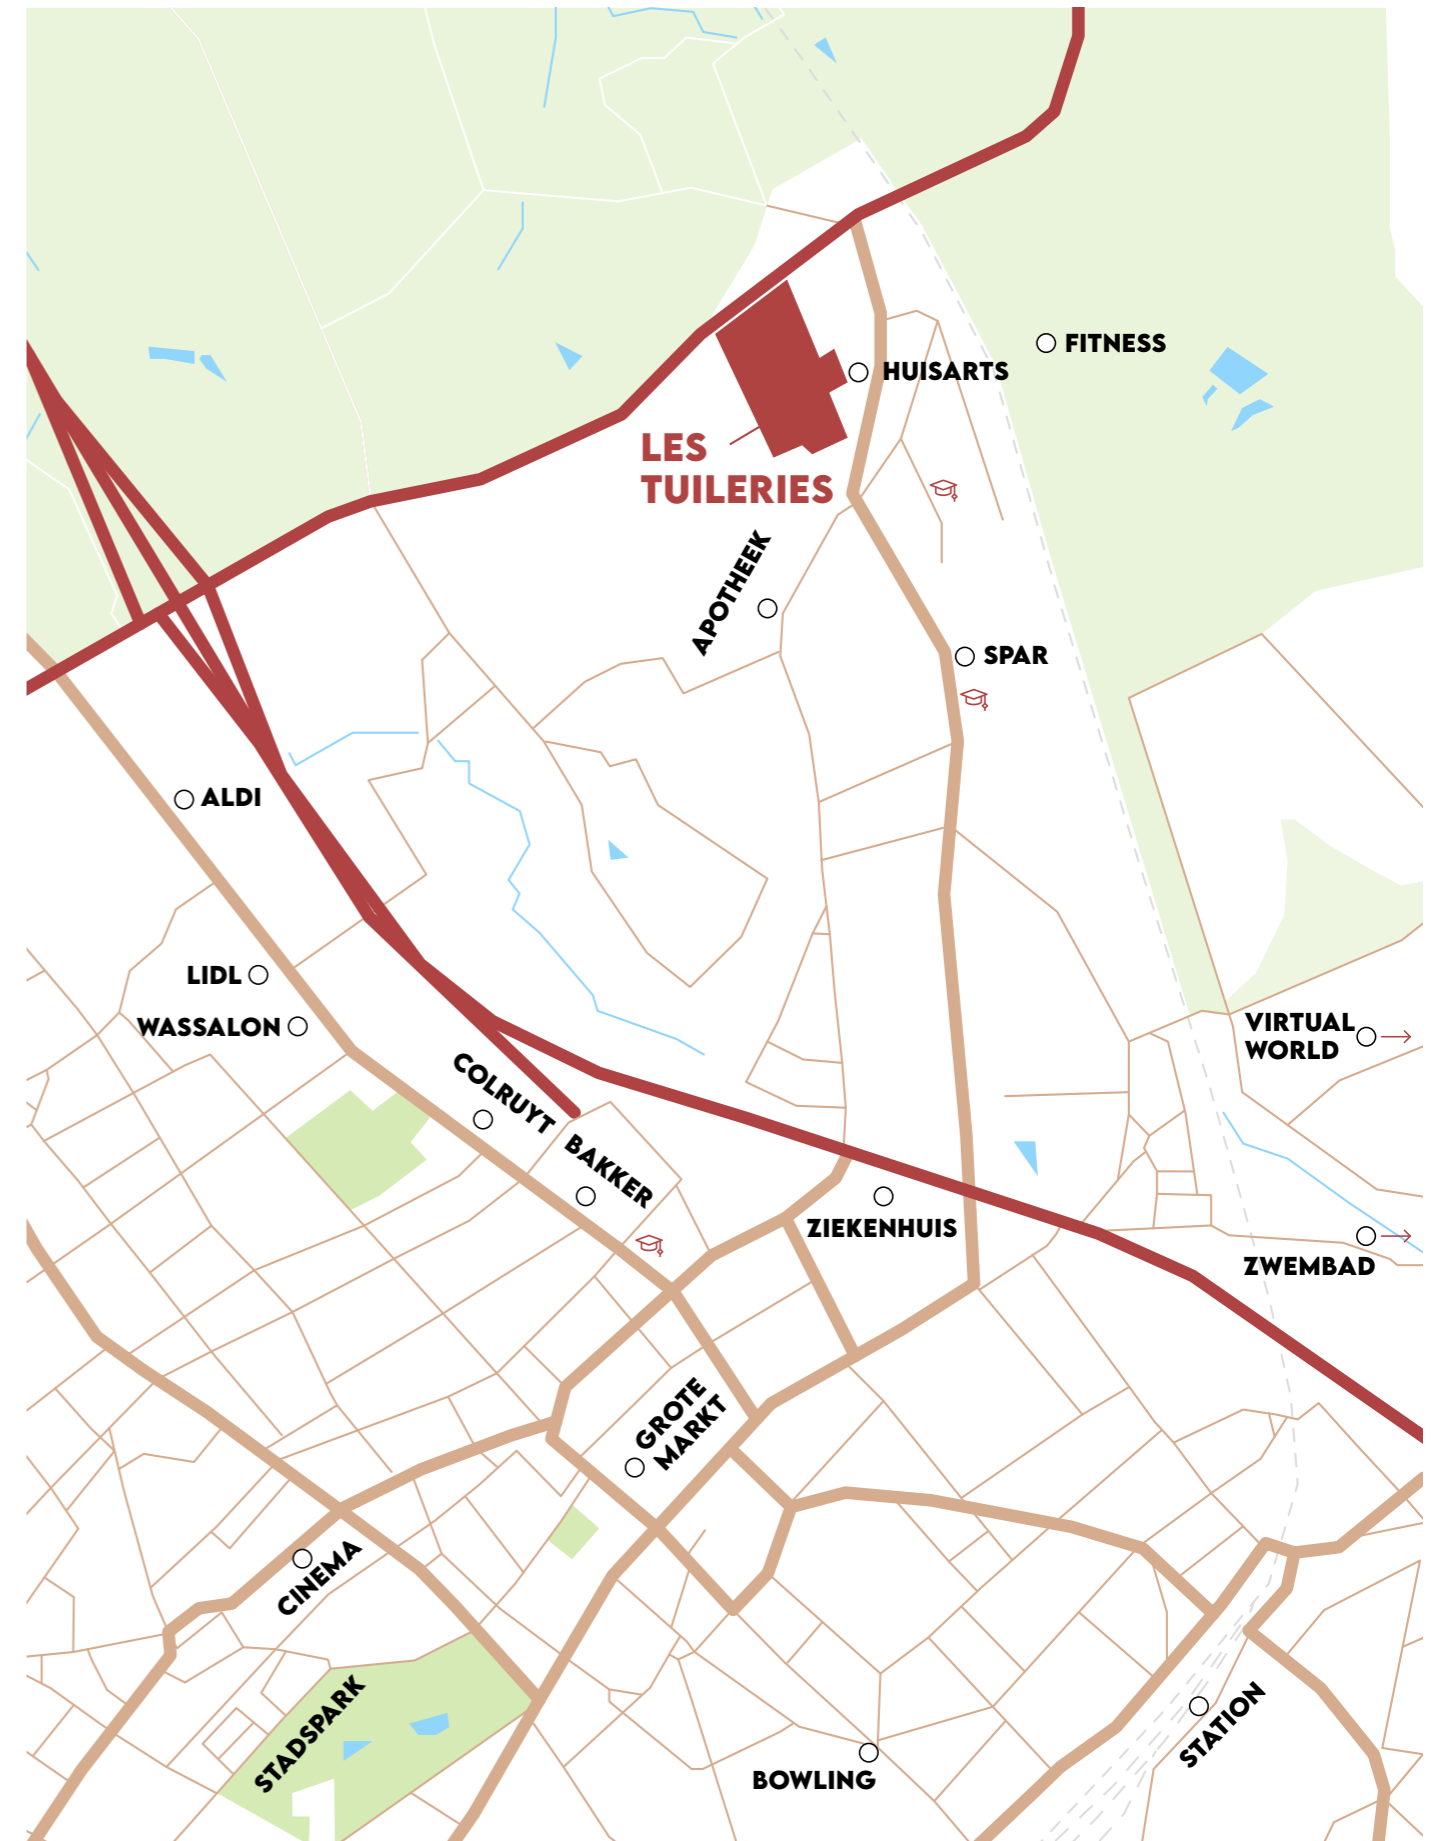 FITNESS
HUISARTS
LES
TUILERIES
APOTHEEK
SPAR
ALDI
LIDL
WASSALON
VIRTUAL
WORLD
COLRUYT
BAKKER
ZIEKENHUIS
ZWEMBAD
GROTE
MARKT
CINEMA
STADSPARK
STATION
BOWLING
1